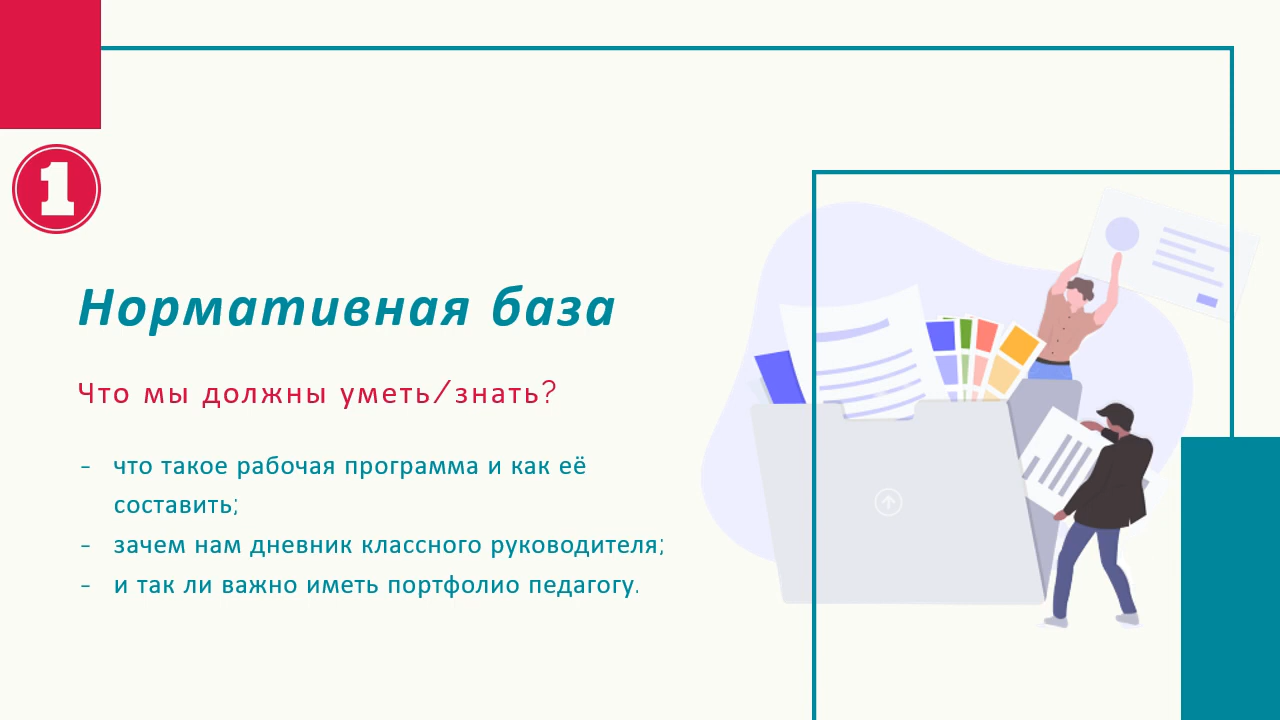 1
Нормативная база
Что мы должны уметь/знать?
- что такое рабочая программа и как её
составить;
- зачем нам дневник классного руководителя;
- и так ли важно иметь портфолио педагогу.